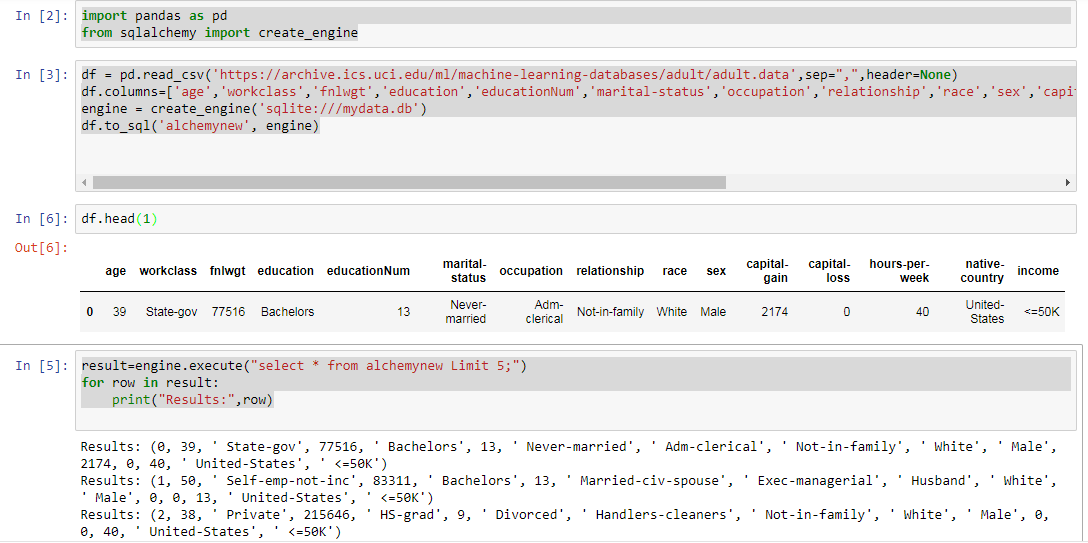 In [2]: import pandas as pd
from sqlalchemy import create_engine
In [3]: df = pd.read_csv('https://archive.ics.uci.edu/ml/machine-learning-databases/adult/adult.data',sep=",",header=None)
df.columns=['age','workclass','fnlwgt','education','educationNum','marital-status','occupation','relationship','race','sex','capi
engine = create_engine('sqlite:///mydata.db')
df.to_sql('alchemynew', engine)
In [6]: df.head(1)
Out[6]:
age workclass fnlwgt education educationNum marital-status occupation relationship race sex capital-gain capital-loss hours-per-week native-country income
0 39 State-gov 77516 Bachelors 13 Never-married Adm-clerical Not-in-family White Male 2174 0 40 United-States <=50K
In [5]: result=engine.execute("select * from alchemynew Limit 5;")
for row in result:
    print("Results:",row)
Results: (0, 39, ' State-gov', 77516, ' Bachelors', 13, ' Never-married', ' Adm-clerical', ' Not-in-family', ' White', ' Male',
2174, 0, 40, ' United-States', ' <=50K')
Results: (1, 50, ' Self-emp-not-inc', 83311, ' Bachelors', 13, ' Married-civ-spouse', ' Exec-managerial', ' Husband', ' White',
' Male', 0, 0, 13, ' United-States', ' <=50K')
Results: (2, 38, ' Private', 215646, ' HS-grad', 9, ' Divorced', ' Handlers-cleaners', ' Not-in-family', ' White', ' Male', 0,
0, 40, ' United-States', ' <=50K')